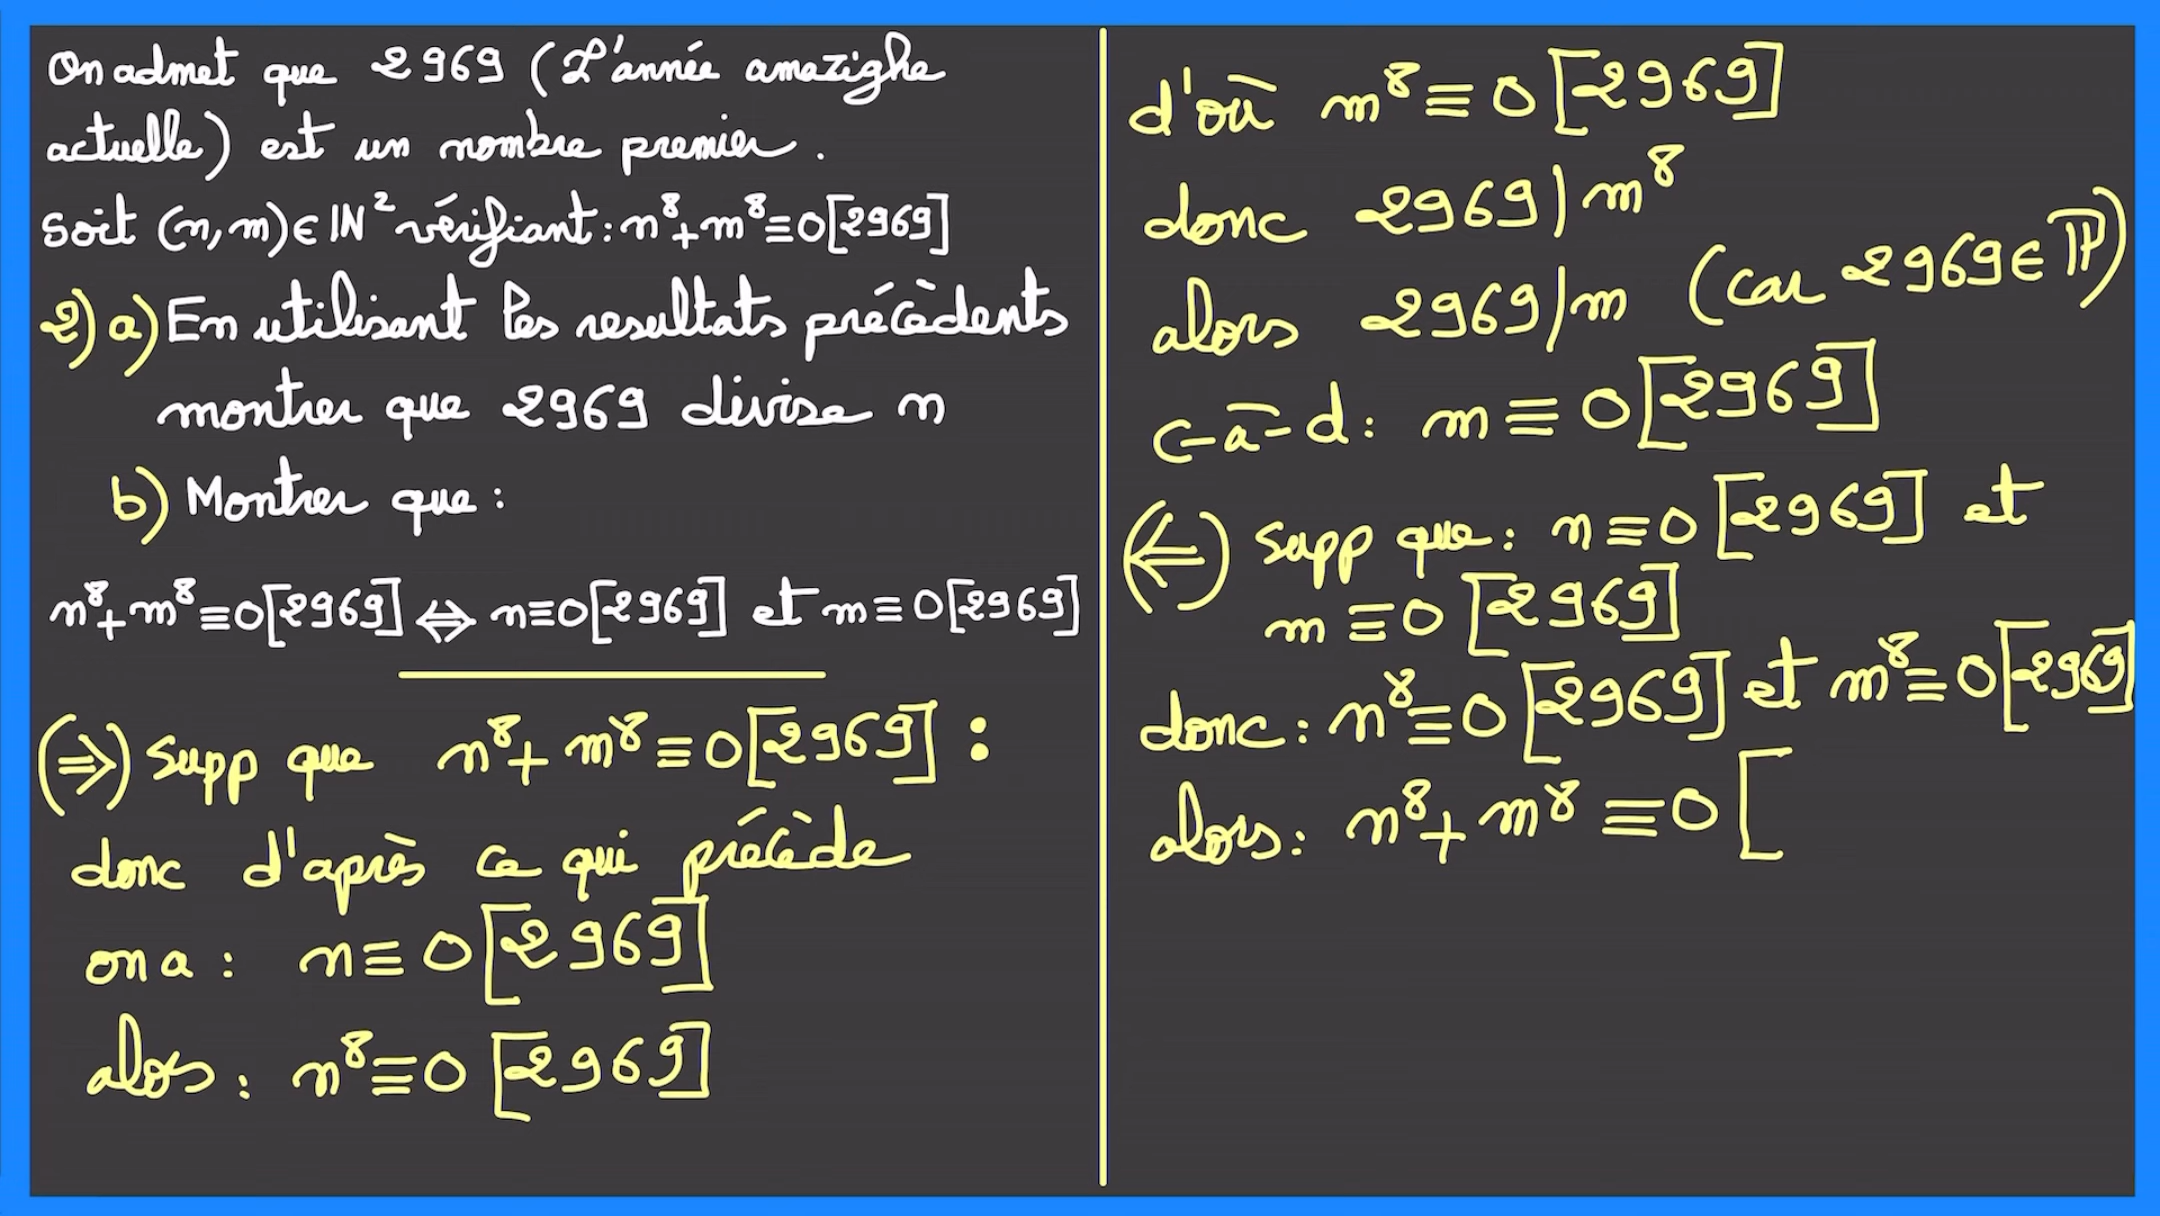 On admet que 2969 (L'année amazighe
actuelle) est un nombre premier.
Soit (n,m)∈ℕ² vérifiant: n⁸+m⁸≡0[2969]
2) a) En utilisant les resultats précèdents
montrer que 2969 divise n
b) Montrer que :
n⁸+m⁸≡0[2969] ⇔ n≡0[2969] et m≡0[2969]
(⇒) Supp que n⁸+m⁸≡0[2969] :
donc d'après ce qui précède
on a : n≡0[2969]
alors : n⁸≡0[2969]
d'où m⁸≡0[2969]
donc 2969/m⁸
alors 2969/m (car 2969∈ℙ)
c-à-d : m≡0[2969]
(⇐) Supp que : n≡0[2969] et
m≡0[2969]
donc : n⁸≡0[2969] et m⁸≡0[2969]
alors : n⁸+m⁸≡0[